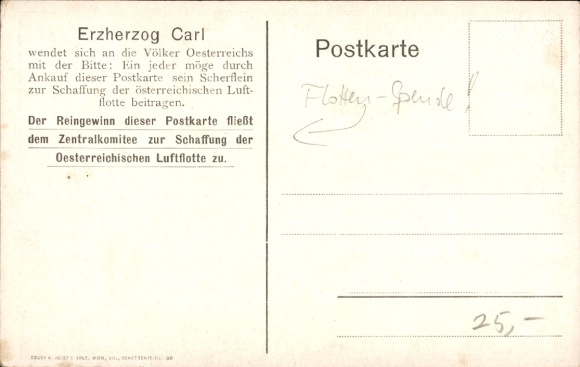 Erzherzog Carl
wendet sich an die Völker Oesterreichs
mit der Bitte: Ein jeder möge durch
Ankauf dieser Postkarte sein Scherflein
zur Schaffung der österreichischen Luft-
flotte beitragen.
Der Reingewinn dieser Postkarte fließt
dem Zentralkomitee zur Schaffung der
Oesterreichischen Luftflotte zu.
Postkarte
Flotten-Spende!
25,-